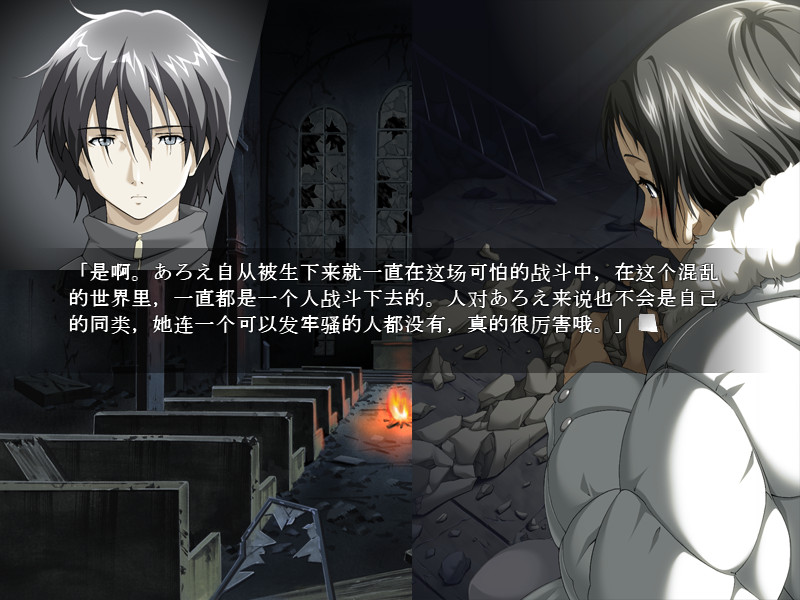 「是啊。あろえ自从被生下来就一直在这场可怕的战斗中，在这个混乱
的世界里，一直都是一个人战斗下去的。人对あろえ来说也不会是自己
的同类，她连一个可以发牢骚的人都没有，真的很厉害哦。」